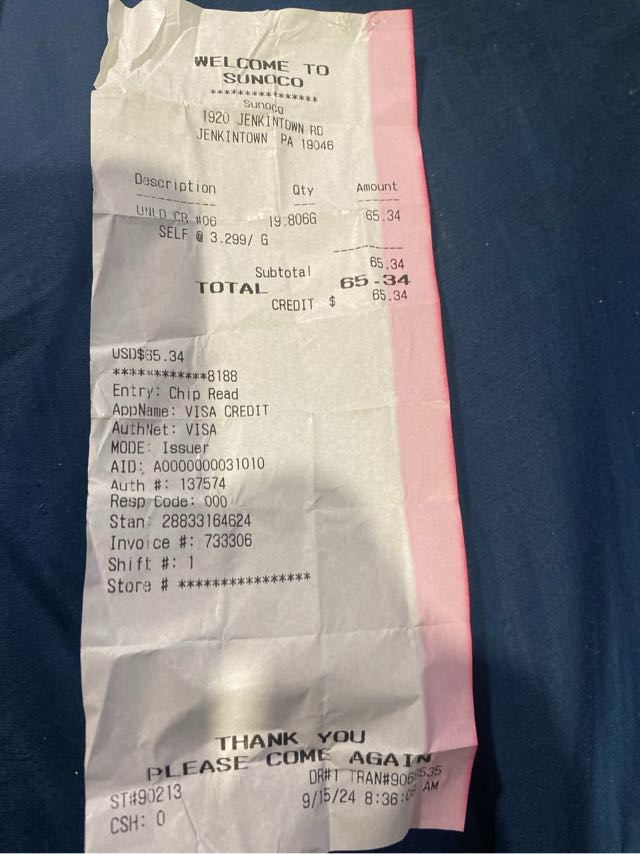 WELCOME TO
SUNOCO
****************
Sunoco
1920 JENKINTOWN RD
JENKINTOWN PA 19046
Description Qty Amount
UNLD CR #06 19.806G 65.34
SELF @ 3.299/ G
Subtotal 65.34
TOTAL 65.34
CREDIT $ 65.34
USD$65.34
************8188
Entry: Chip Read
AppName: VISA CREDIT
AuthNet: VISA
MODE: Issuer
AID: A0000000031010
Auth #: 137574
Resp Code: 000
Stan: 28833164624
Invoice #: 733306
Shift #: 1
Store # ****************
THANK YOU
PLEASE COME AGAIN
ST#90213 DR#1
CSH: 0 9/15/24 AM